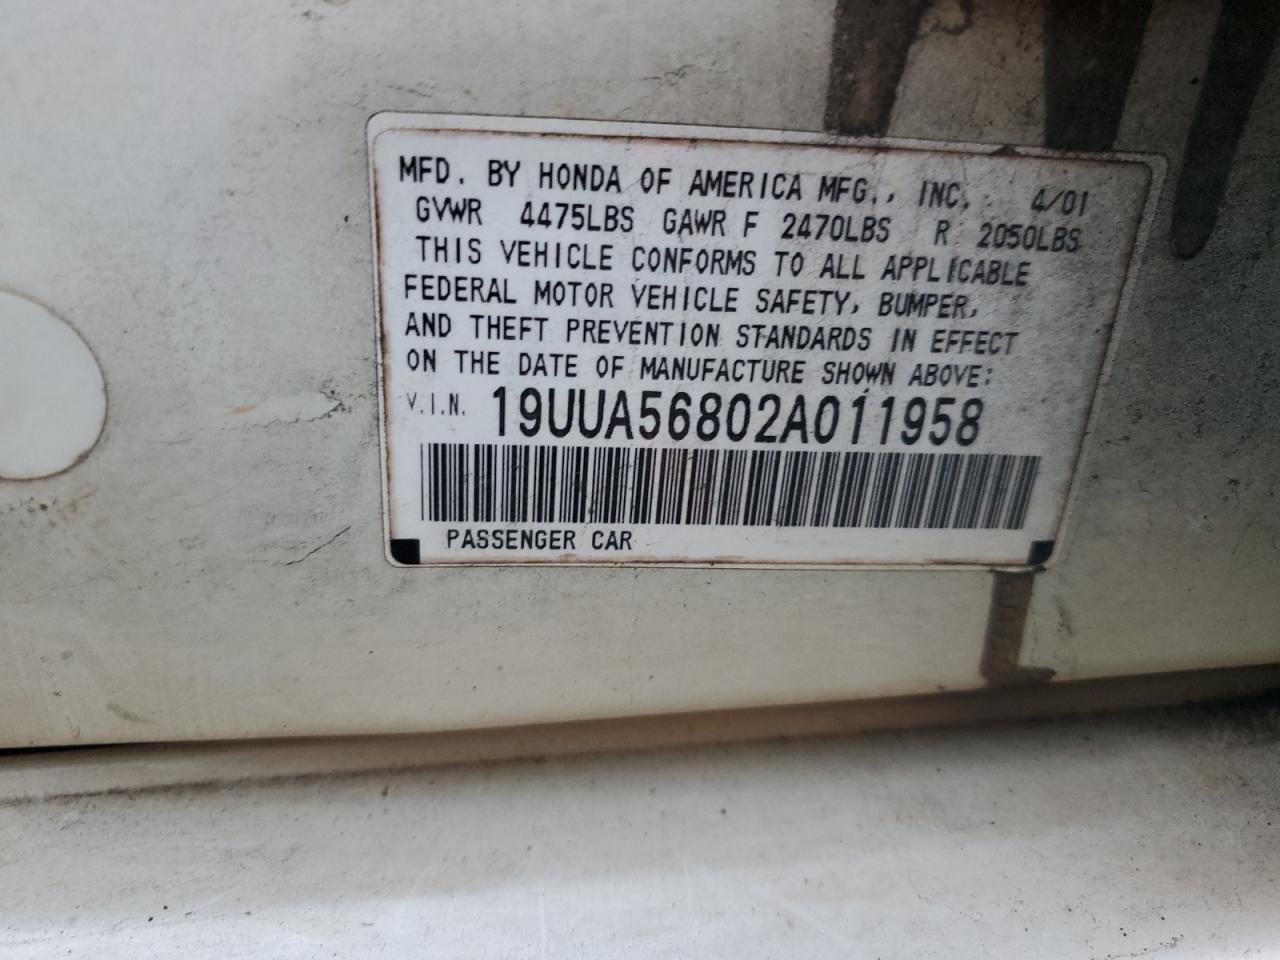 MFD. BY HONDA OF AMERICA MFG., INC. 4/01
GVWR 4475LBS GAWR F 2470LBS R 2050LBS
THIS VEHICLE CONFORMS TO ALL APPLICABLE
FEDERAL MOTOR VEHICLE SAFETY, BUMPER,
AND THEFT PREVENTION STANDARDS IN EFFECT
ON THE DATE OF MANUFACTURE SHOWN ABOVE:
V.I.N. 19UUA56802A011958
PASSENGER CAR